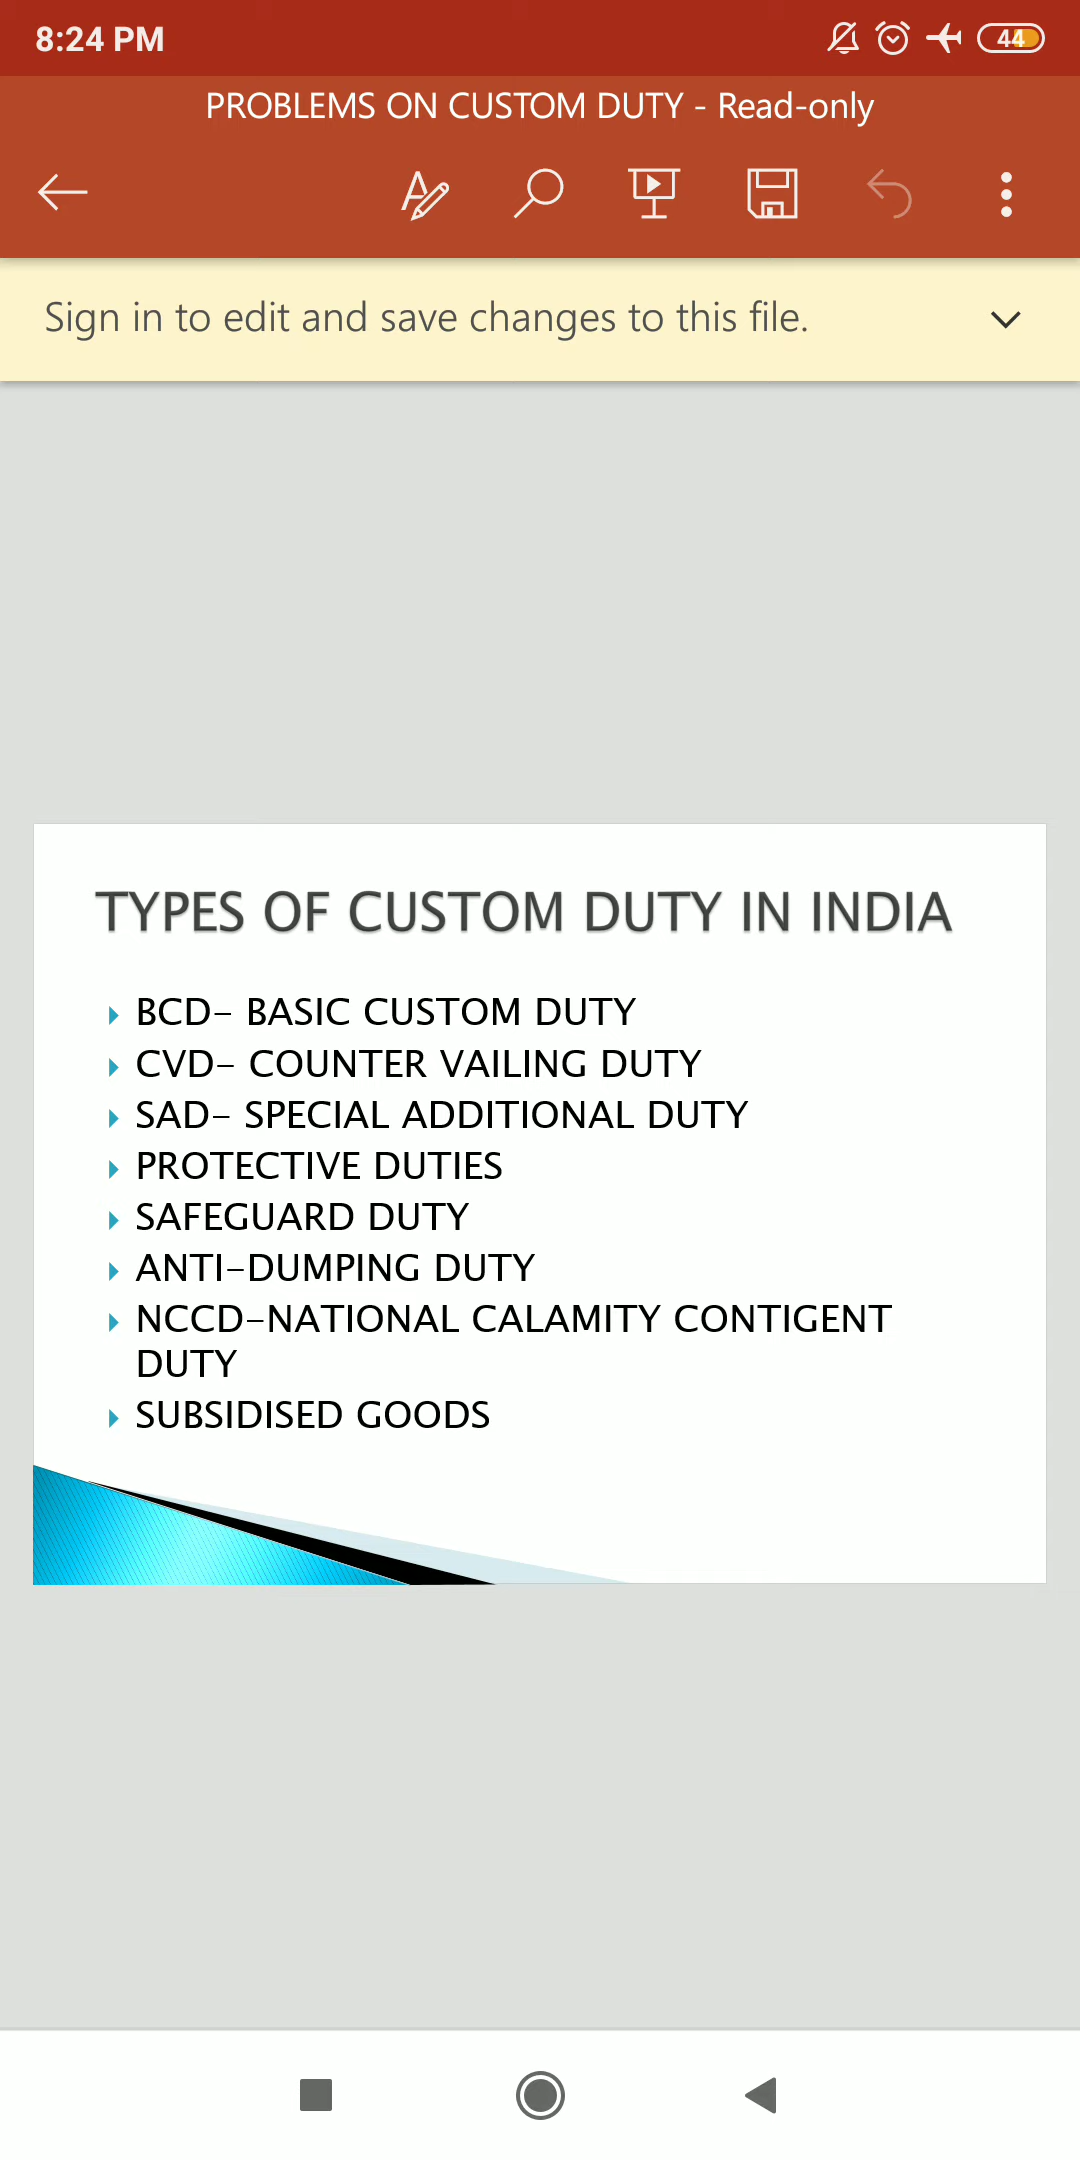 8:24 PM
44
PROBLEMS ON CUSTOM DUTY - Read-only
Sign in to edit and save changes to this file.
TYPES OF CUSTOM DUTY IN INDIA
BCD- BASIC CUSTOM DUTY
CVD- COUNTER VAILING DUTY
SAD- SPECIAL ADDITIONAL DUTY
PROTECTIVE DUTIES
SAFEGUARD DUTY
ANTI-DUMPING DUTY
NCCD-NATIONAL CALAMITY CONTIGENT
DUTY
SUBSIDISED GOODS